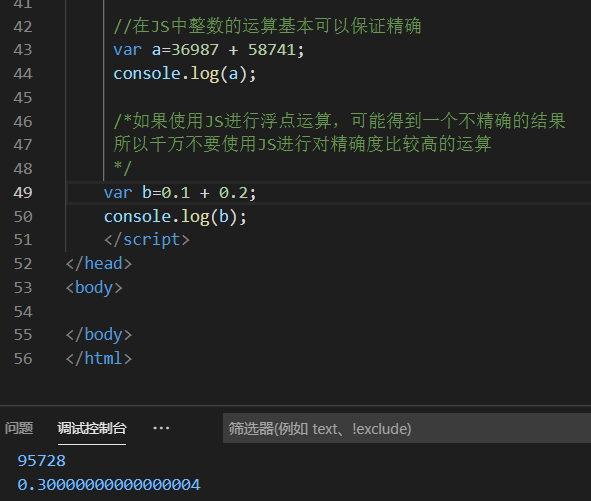 41
42 //在JS中整数的运算基本可以保证精确
43 var a=36987 + 58741;
44 console.log(a);
45
46 /*如果使用JS进行浮点运算，可能得到一个不精确的结果
47 所以千万不要使用JS进行对精确度比较高的运算
48 */
49 var b=0.1 + 0.2;
50 console.log(b);
51 </script>
52 </head>
53 <body>
54
55 </body>
56 </html>
问题 调试控制台 ··· 筛选器(例如 text、!exclude)
95728
0.30000000000000004